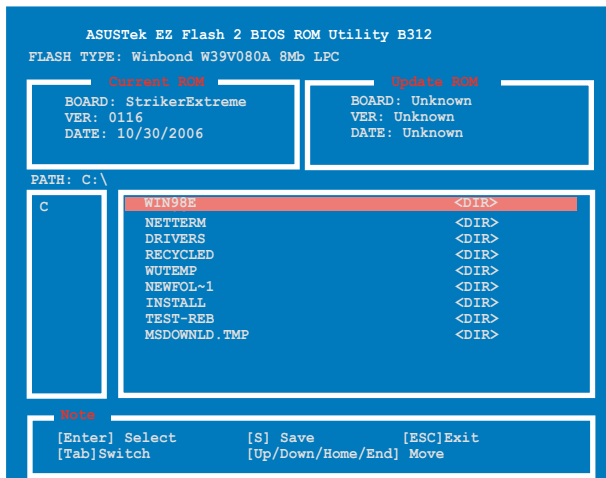 ASUSTek EZ Flash 2 BIOS ROM Utility B312
FLASH TYPE: Winbond W39V080A 8Mb LPC
Current ROM
BOARD: StrikerExtreme
VER: 0116
DATE: 10/30/2006
Update ROM
BOARD: Unknown
VER: Unknown
DATE: Unknown
PATH: C:\
C
WIN98E <DIR>
NETTERM <DIR>
DRIVERS <DIR>
RECYCLED <DIR>
WUTEMP <DIR>
NEWFOL~1 <DIR>
INSTALL <DIR>
TEST-REB <DIR>
MSDOWNLD.TMP <DIR>
Note
[Enter] Select [S] Save [ESC]Exit
[Tab]Switch [Up/Down/Home/End] Move